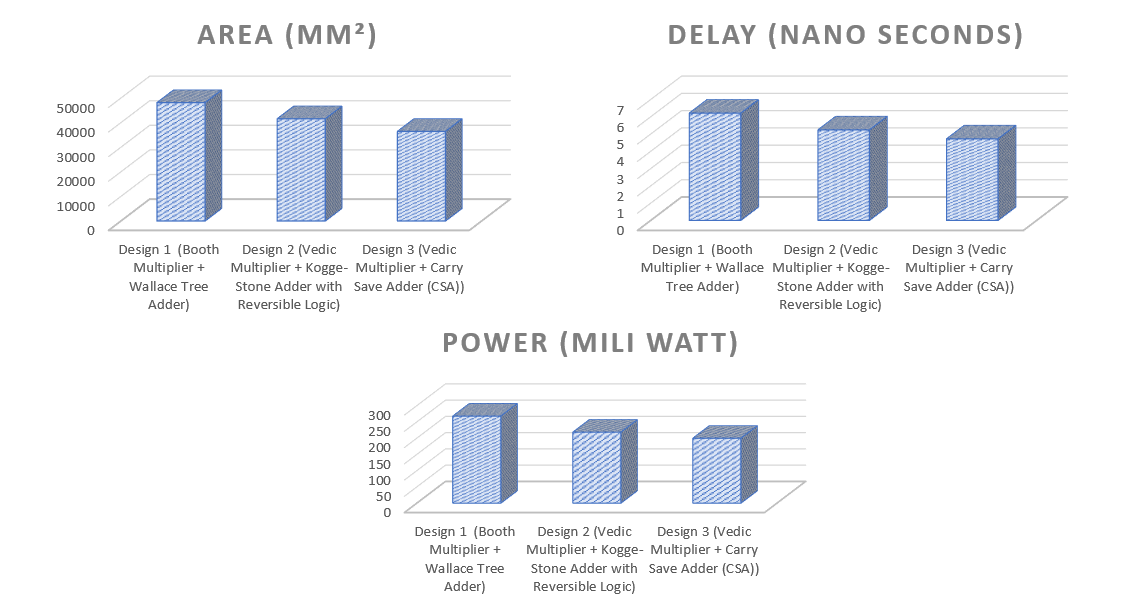 AREA (MM²)
50000
40000
30000
20000
10000
0
Design 1 (Booth
Multiplier +
Wallace Tree
Adder)
Design 2 (Vedic
Multiplier + Kogge-
Stone Adder with
Reversible Logic)
Design 3 (Vedic
Multiplier + Carry
Save Adder (CSA))
DELAY (NANO SECONDS)
7
6
5
4
3
2
1
0
Design 1 (Booth
Multiplier + Wallace
Tree Adder)
Design 2 (Vedic
Multiplier + Kogge-
Stone Adder with
Reversible Logic)
Design 3 (Vedic
Multiplier + Carry
Save Adder (CSA))
POWER (MILI WATT)
300
250
200
150
100
50
0
Design 1 (Booth
Multiplier +
Wallace Tree
Adder)
Design 2 (Vedic
Multiplier + Kogge-
Stone Adder with
Reversible Logic)
Design 3 (Vedic
Multiplier + Carry
Save Adder (CSA))